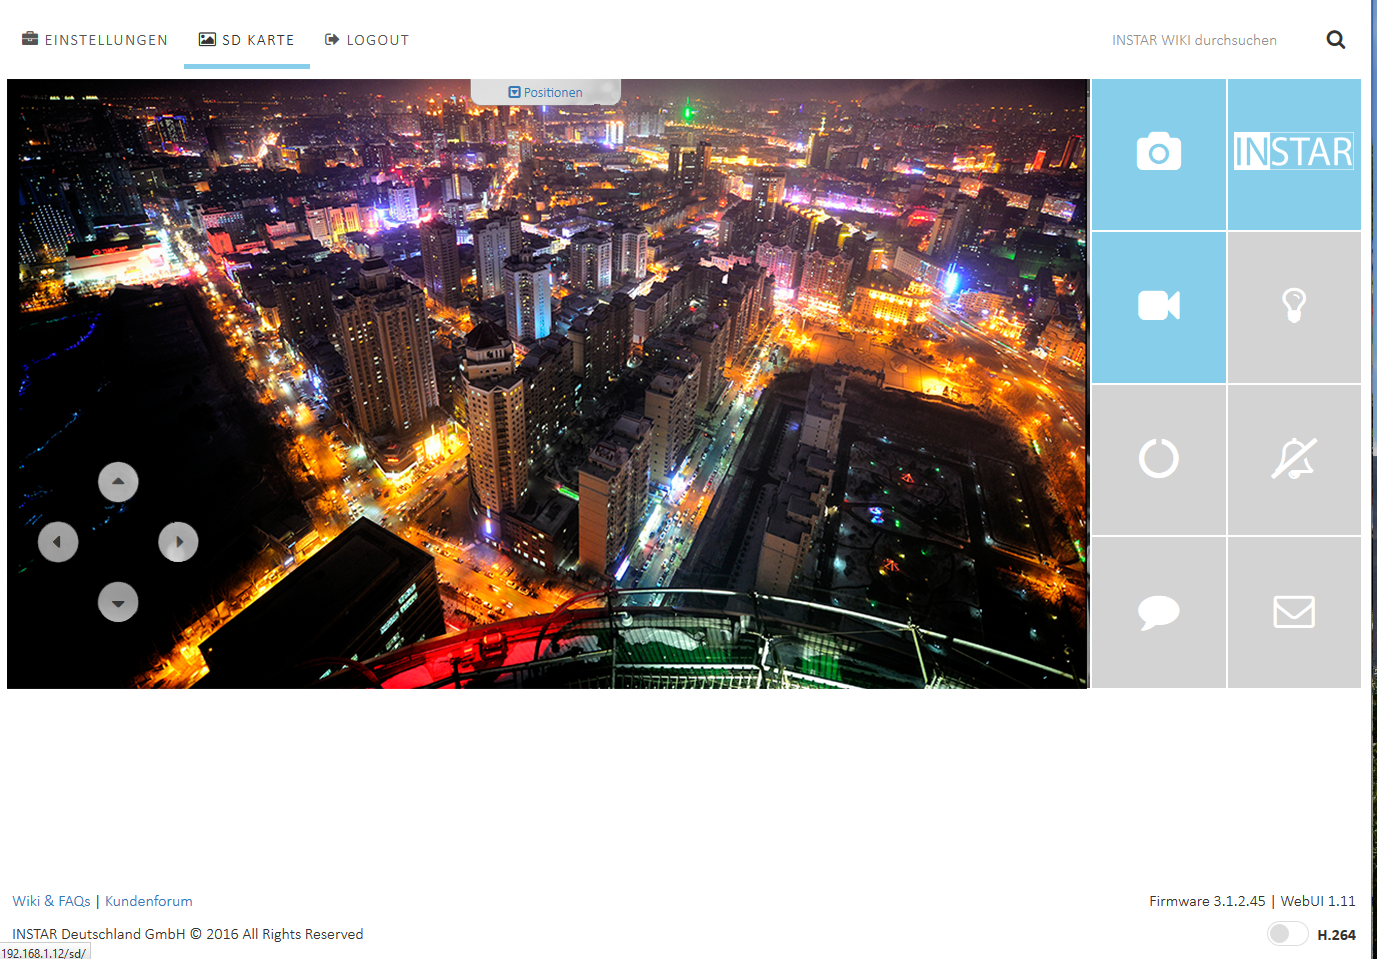 EINSTELLUNGEN SD KARTE LOGOUT INSTAR WIKI durchsuchen
Positionen
INSTAR
Wiki & FAQs | Kundenforum
Firmware 3.1.2.45 | WebUI 1.11
INSTAR Deutschland GmbH © 2016 All Rights Reserved
H.264
192.168.1.12/sd/